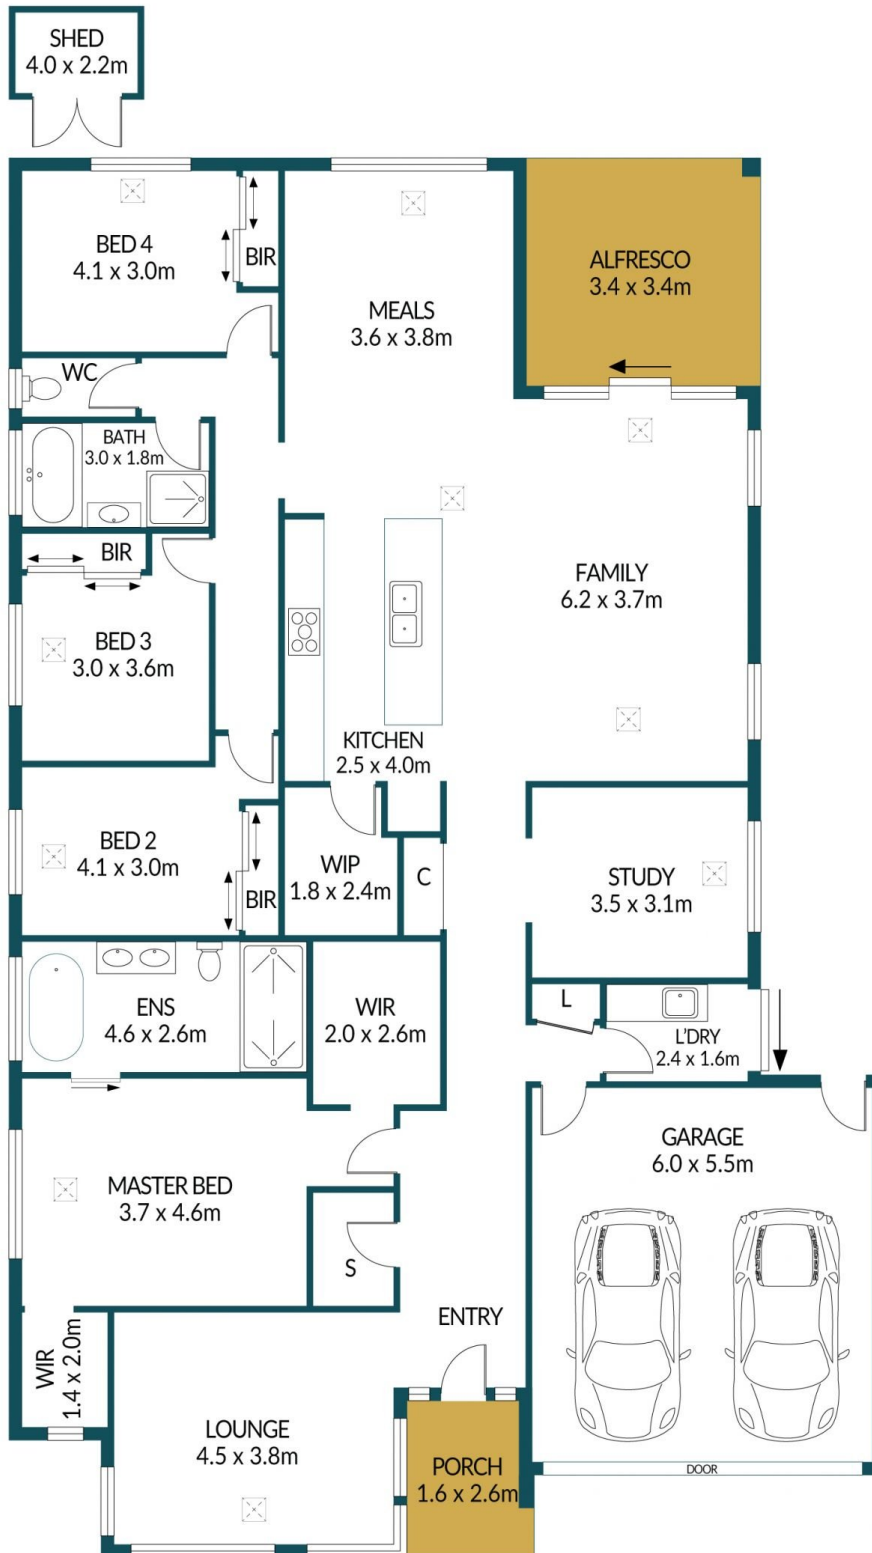 SHED
4.0 x 2.2m
BED 4
4.1 x 3.0m
BIR
MEALS
3.6 x 3.8m
ALFRESCO
3.4 x 3.4m
WC
BATH
3.0 x 1.8m
BIR
BED 3
3.0 x 3.6m
FAMILY
6.2 x 3.7m
KITCHEN
2.5 x 4.0m
BED 2
4.1 x 3.0m
BIR
WIP
1.8 x 2.4m
C
STUDY
3.5 x 3.1m
ENS
4.6 x 2.6m
WIR
2.0 x 2.6m
L
L'DRY
2.4 x 1.6m
MASTER BED
3.7 x 4.6m
S
GARAGE
6.0 x 5.5m
ENTRY
WIR
1.4 x 2.0m
LOUNGE
4.5 x 3.8m
PORCH
1.6 x 2.6m
DOOR